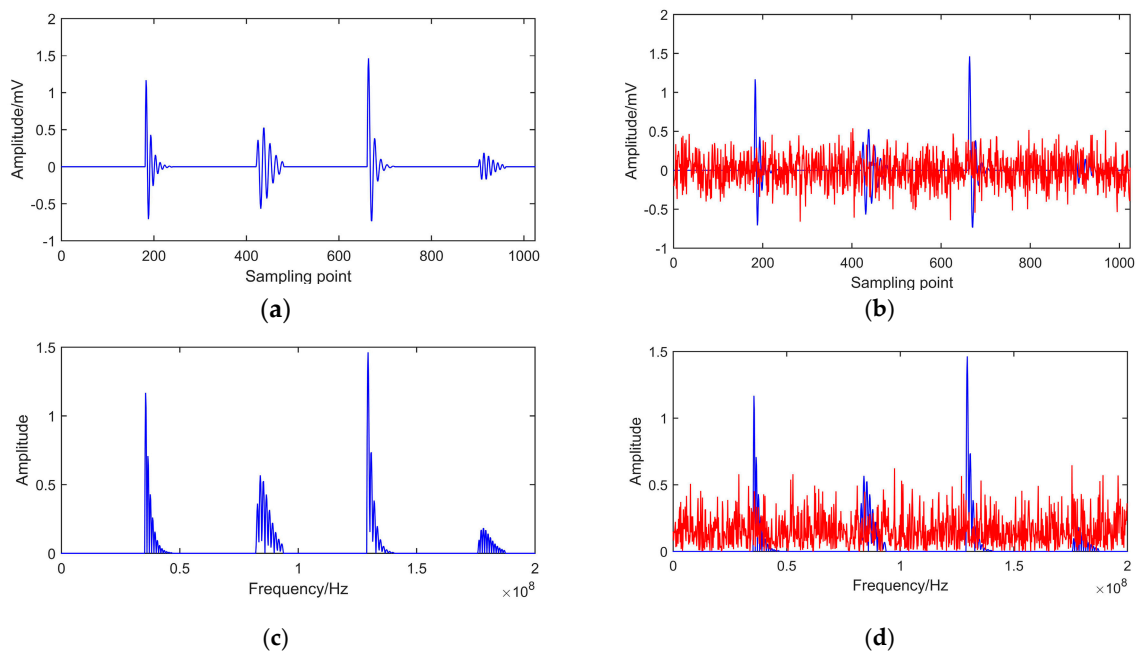 2
1.5
1
0.5
0
-0.5
-1
Amplitude/mV
0 200 400 600 800 1000
Sampling point
(a)
2
1.5
1
0.5
0
-0.5
-1
Amplitude/mV
0 200 400 600 800 1000
Sampling point
(b)
1.5
1
0.5
0
Amplitude
0 0.5 1 1.5 2
Frequency/Hz
×10⁸
(c)
1.5
1
0.5
0
Amplitude
0 0.5 1 1.5 2
Frequency/Hz
×10⁸
(d)